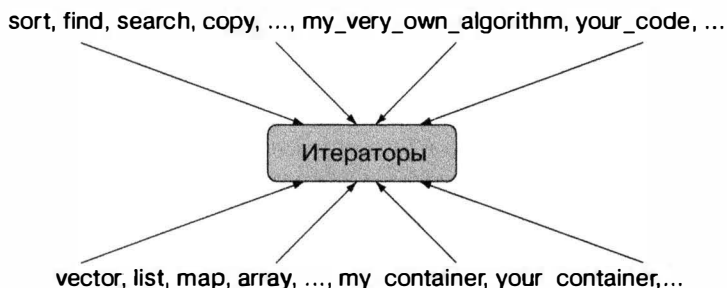 sort, find, search, copy, ..., my_very_own_algorithm, your_code, ...
Итераторы
vector, list, map, array, ..., my_container, your_container,...